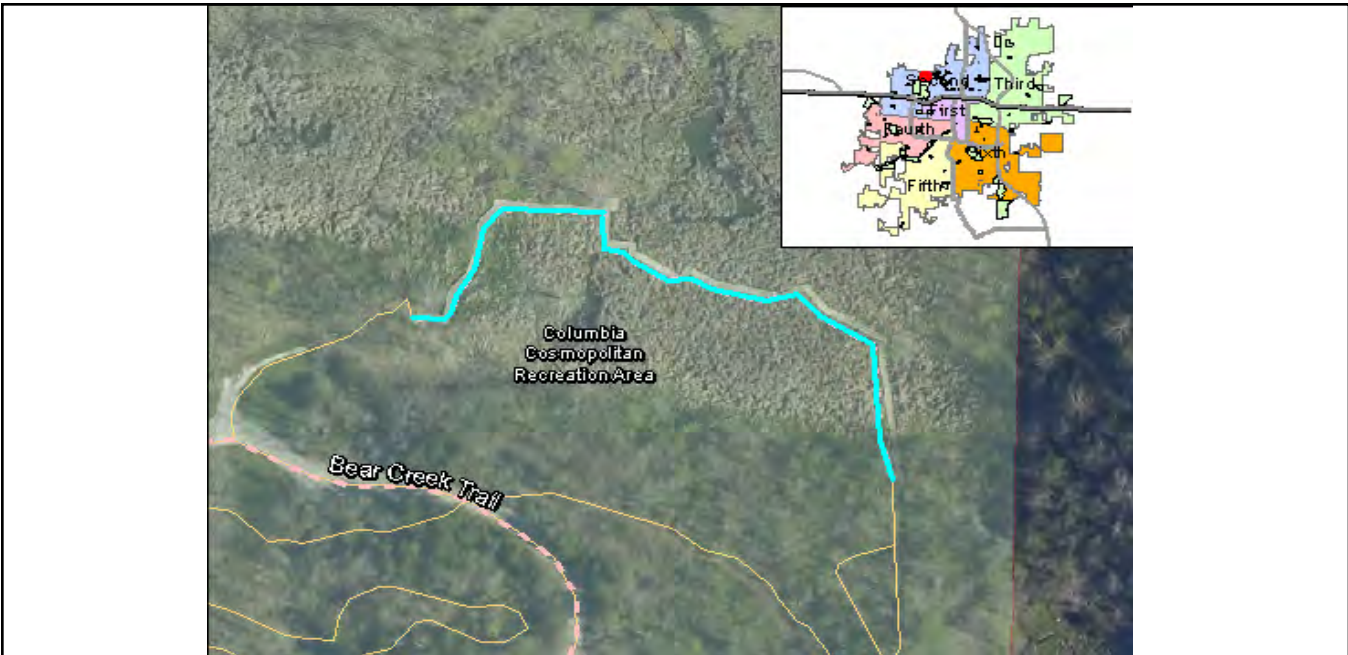 Second
Third
First
Fourth
Sixth
Fifth
Columbia
Cosmopolitan
Recreation Area
Bear Creek Trail